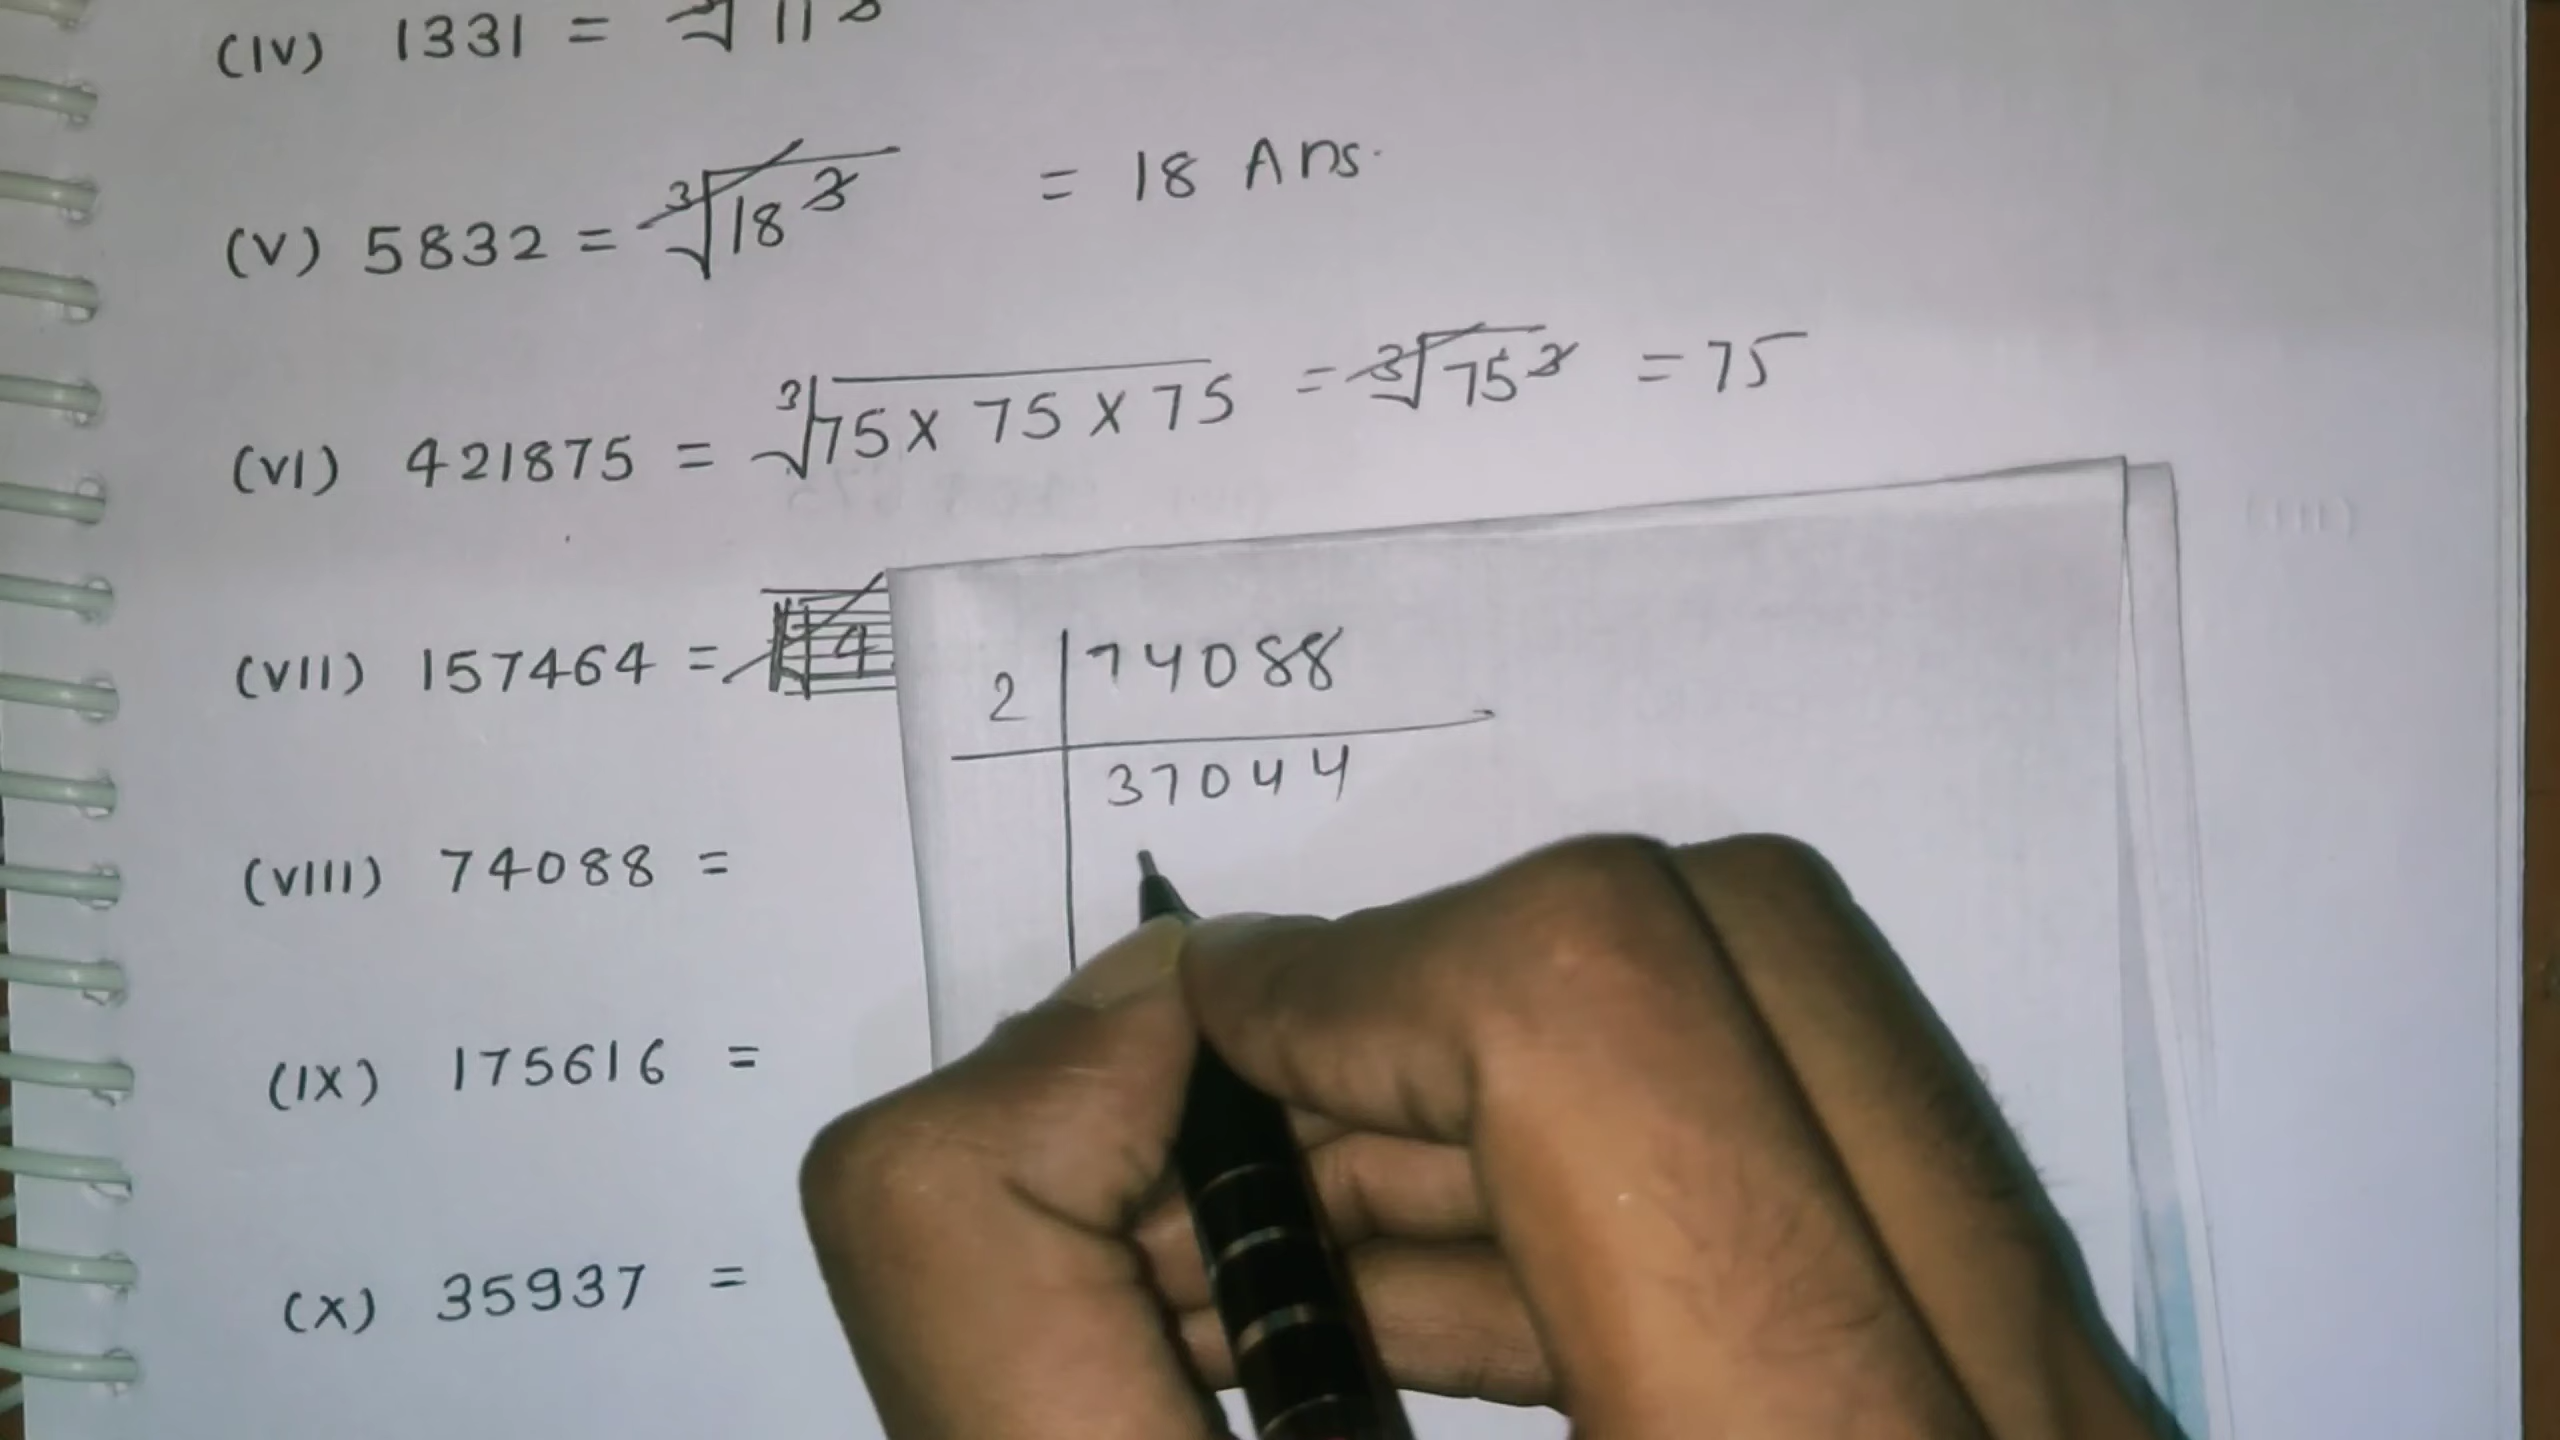 (IV) 1331 = ∛11³
(V) 5832 = ∛18³ = 18 Ans.
(VI) 421875 = ∛75 x 75 x 75 = ∛75³ = 75
(VII) 157464 =
2 | 74088
37044
(VIII) 74088 =
(IX) 175616 =
(X) 35937 =